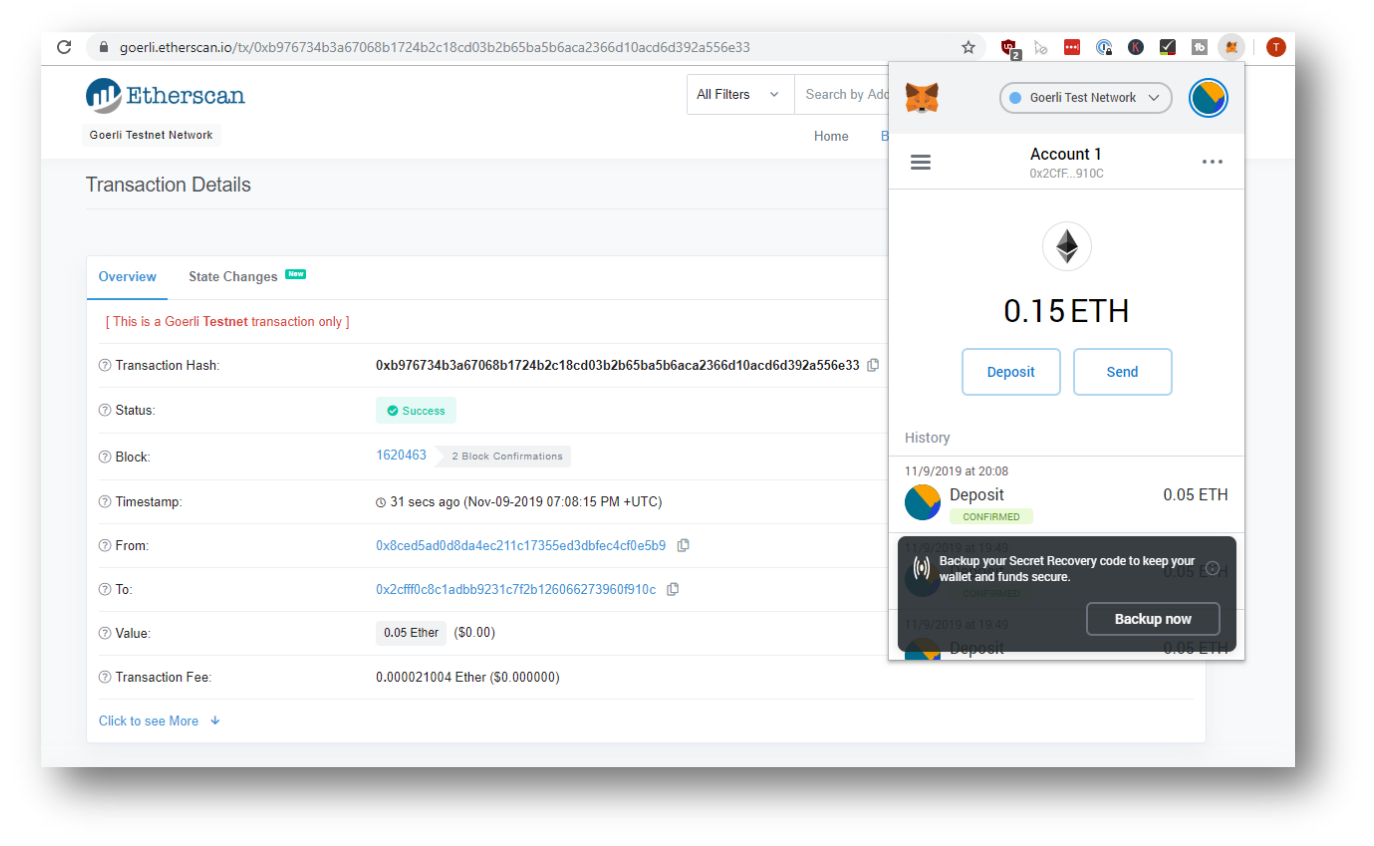 goerli.etherscan.io/tx/0xb976734b3a67068b1724b2c18cd03b2b65ba5b6aca2366d10acd6d392a556e33
2
T
Etherscan
Goerli Testnet Network
All Filters
Search by Add
Home
B
Transaction Details
Overview
State Changes New
[ This is a Goerli Testnet transaction only ]
Transaction Hash: 0xb976734b3a67068b1724b2c18cd03b2b65ba5b6aca2366d10acd6d392a556e33
Status: Success
Block: 1620463 2 Block Confirmations
Timestamp: 31 secs ago (Nov-09-2019 07:08:15 PM +UTC)
From: 0x8ced5ad0d8da4ec211c17355ed3dbfec4cf0e5b9
To: 0x2cfff0c8c1adbb9231c7f2b126066273960f910c
Value: 0.05 Ether ($0.00)
Transaction Fee: 0.000021004 Ether ($0.000000)
Click to see More
Goerli Test Network
Account 1
0x2CfF...910C
0.15 ETH
Deposit Send
History
11/9/2019 at 20:08
Deposit 0.05 ETH
CONFIRMED
11/9/2019 at 19:49
0.05 ETH
CONFIRMED
Backup your Secret Recovery code to keep your
wallet and funds secure.
Backup now
11/9/2019 at 19:49
Deposit 0.05 ETH